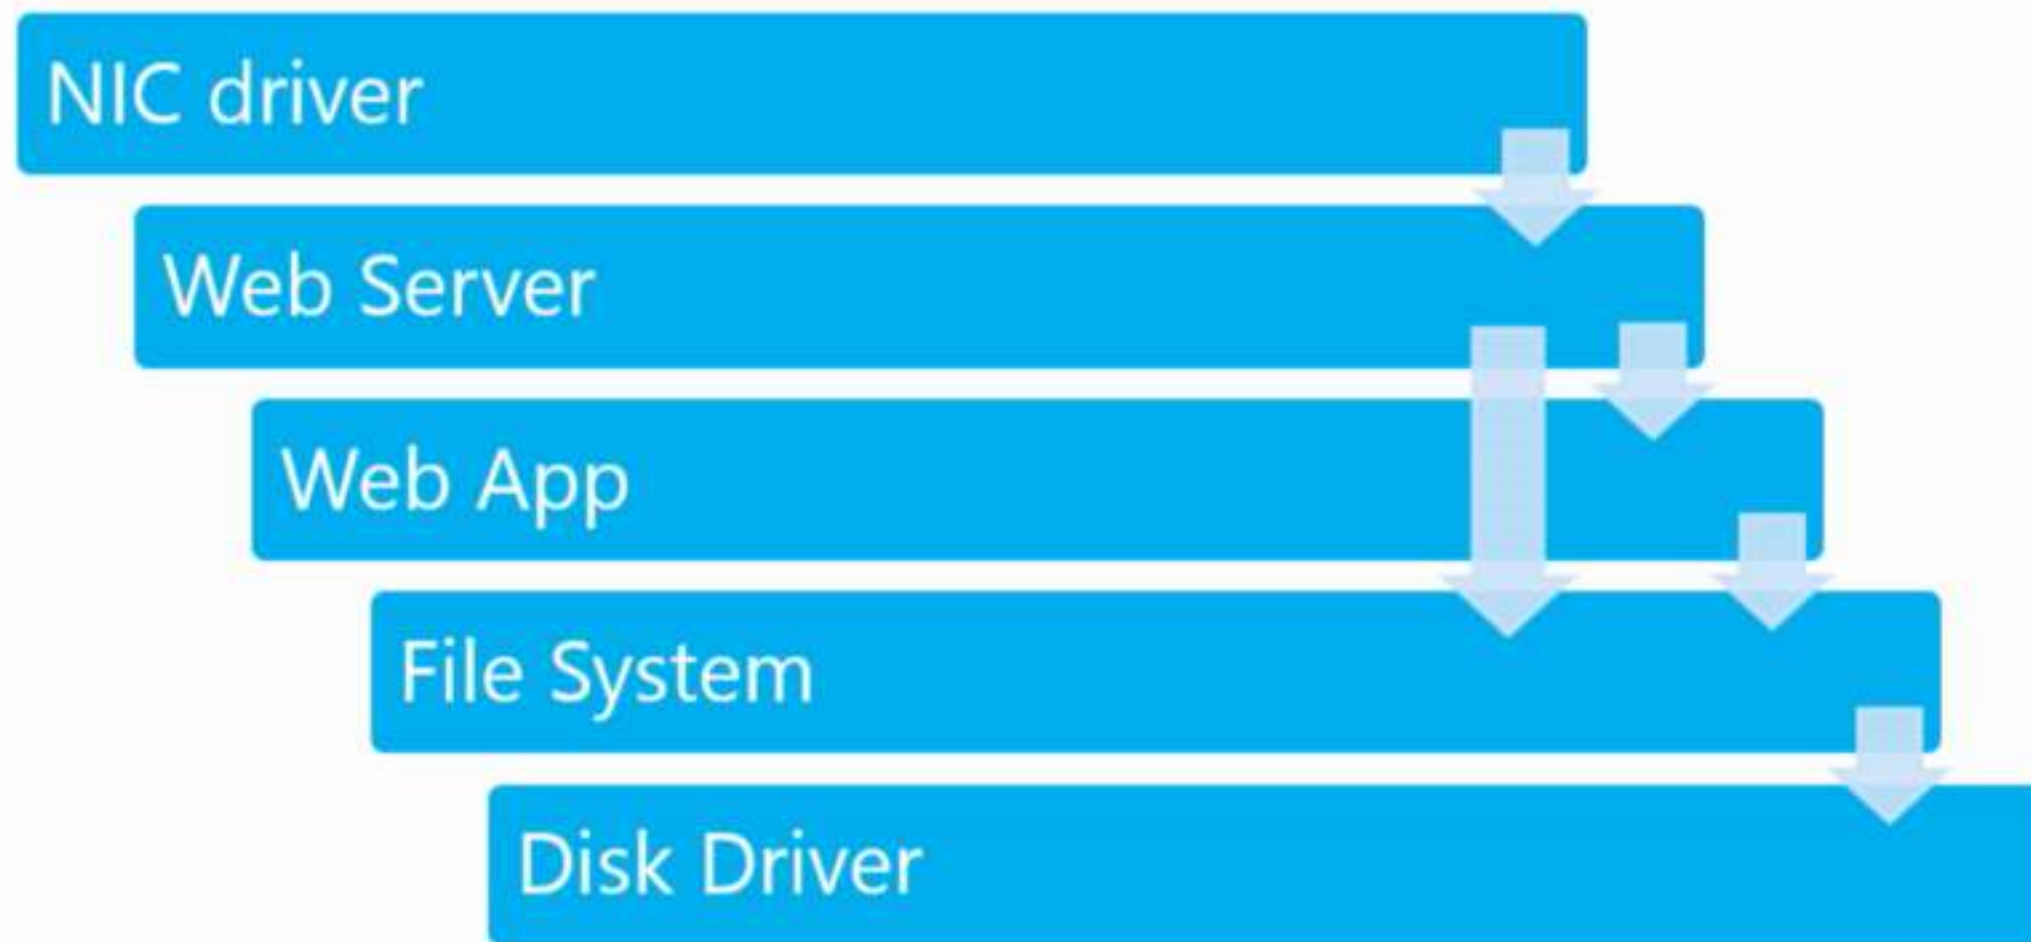 NIC driver
Web Server
Web App
File System
Disk Driver